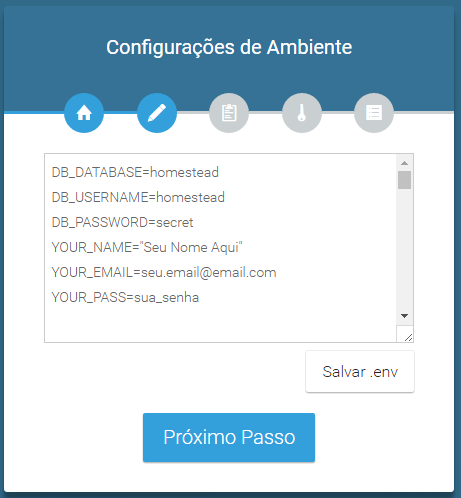 Configurações de Ambiente
DB_DATABASE=homestead
DB_USERNAME=homestead
DB_PASSWORD=secret
YOUR_NAME="Seu Nome Aqui"
YOUR_EMAIL=seu.email@email.com
YOUR_PASS=sua_senha
Salvar .env
Próximo Passo